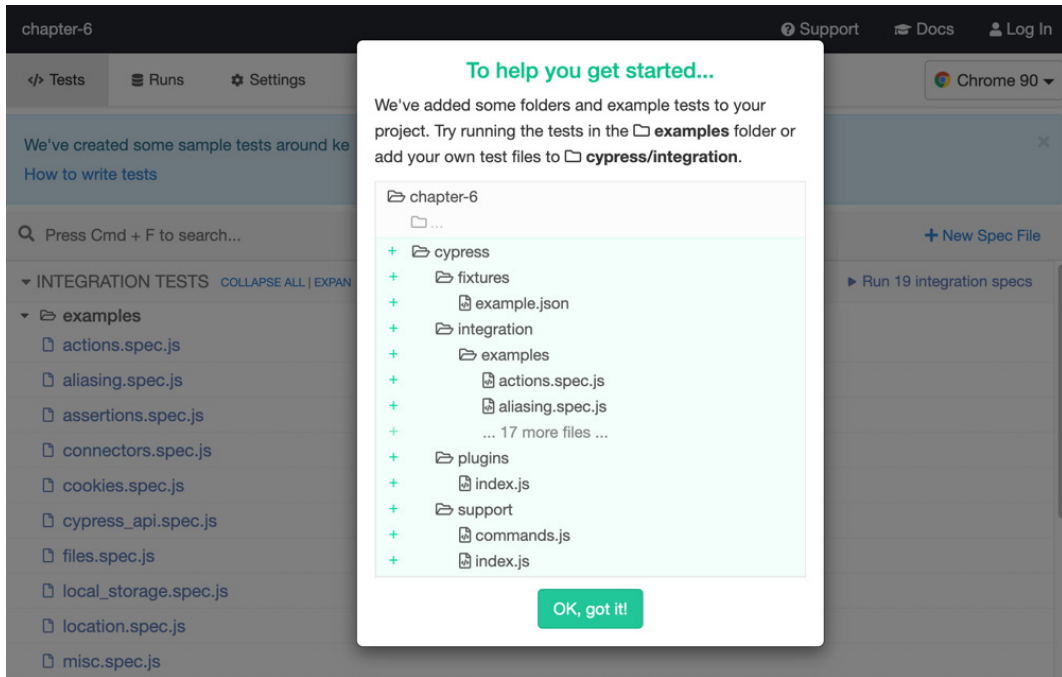 chapter-6
Support
Docs
Log In
Tests
Runs
Settings
Chrome 90
We've created some sample tests around ke
How to write tests
Press Cmd + F to search...
New Spec File
INTEGRATION TESTS COLLAPSE ALL | EXPAN
Run 19 integration specs
examples
actions.spec.js
aliasing.spec.js
assertions.spec.js
connectors.spec.js
cookies.spec.js
cypress_api.spec.js
files.spec.js
local_storage.spec.js
location.spec.js
misc.spec.js
To help you get started...
We've added some folders and example tests to your
project. Try running the tests in the examples folder or
add your own test files to cypress/integration.
chapter-6
...
+ cypress
+ fixtures
+ example.json
+ integration
+ examples
+ actions.spec.js
+ aliasing.spec.js
+ ... 17 more files ...
+ plugins
+ index.js
+ support
+ commands.js
+ index.js
OK, got it!